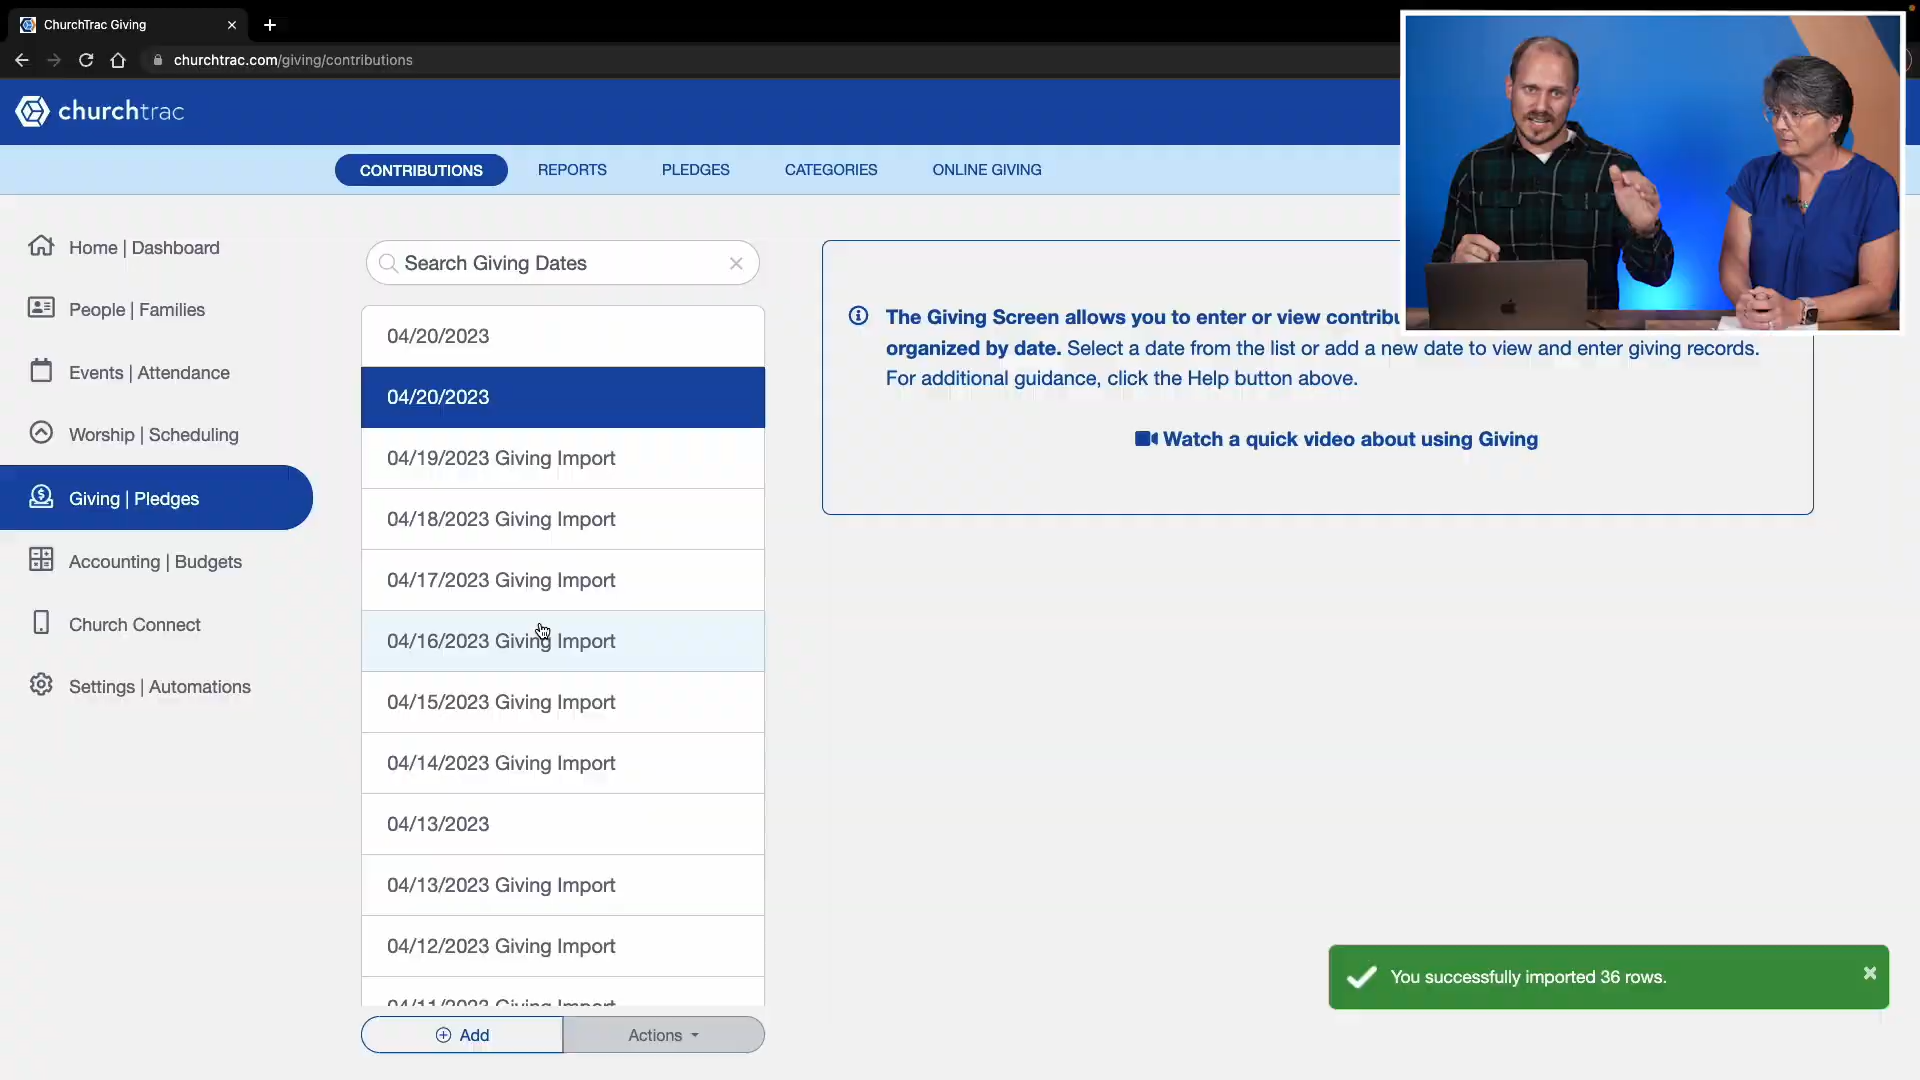 ChurchTrac Giving
churchtrac.com/giving/contributions
churchtrac
CONTRIBUTIONS REPORTS PLEDGES CATEGORIES ONLINE GIVING
Home | Dashboard
People | Families
Events | Attendance
Worship | Scheduling
Giving | Pledges
Accounting | Budgets
Church Connect
Settings | Automations
Search Giving Dates
04/20/2023
04/20/2023
04/19/2023 Giving Import
04/18/2023 Giving Import
04/17/2023 Giving Import
04/16/2023 Giving Import
04/15/2023 Giving Import
04/14/2023 Giving Import
04/13/2023
04/13/2023 Giving Import
04/12/2023 Giving Import
04/11/2023 Giving Import
Add Actions
The Giving Screen allows you to enter or view contribu
organized by date. Select a date from the list or add a new date to view and enter giving records.
For additional guidance, click the Help button above.
Watch a quick video about using Giving
You successfully imported 36 rows.